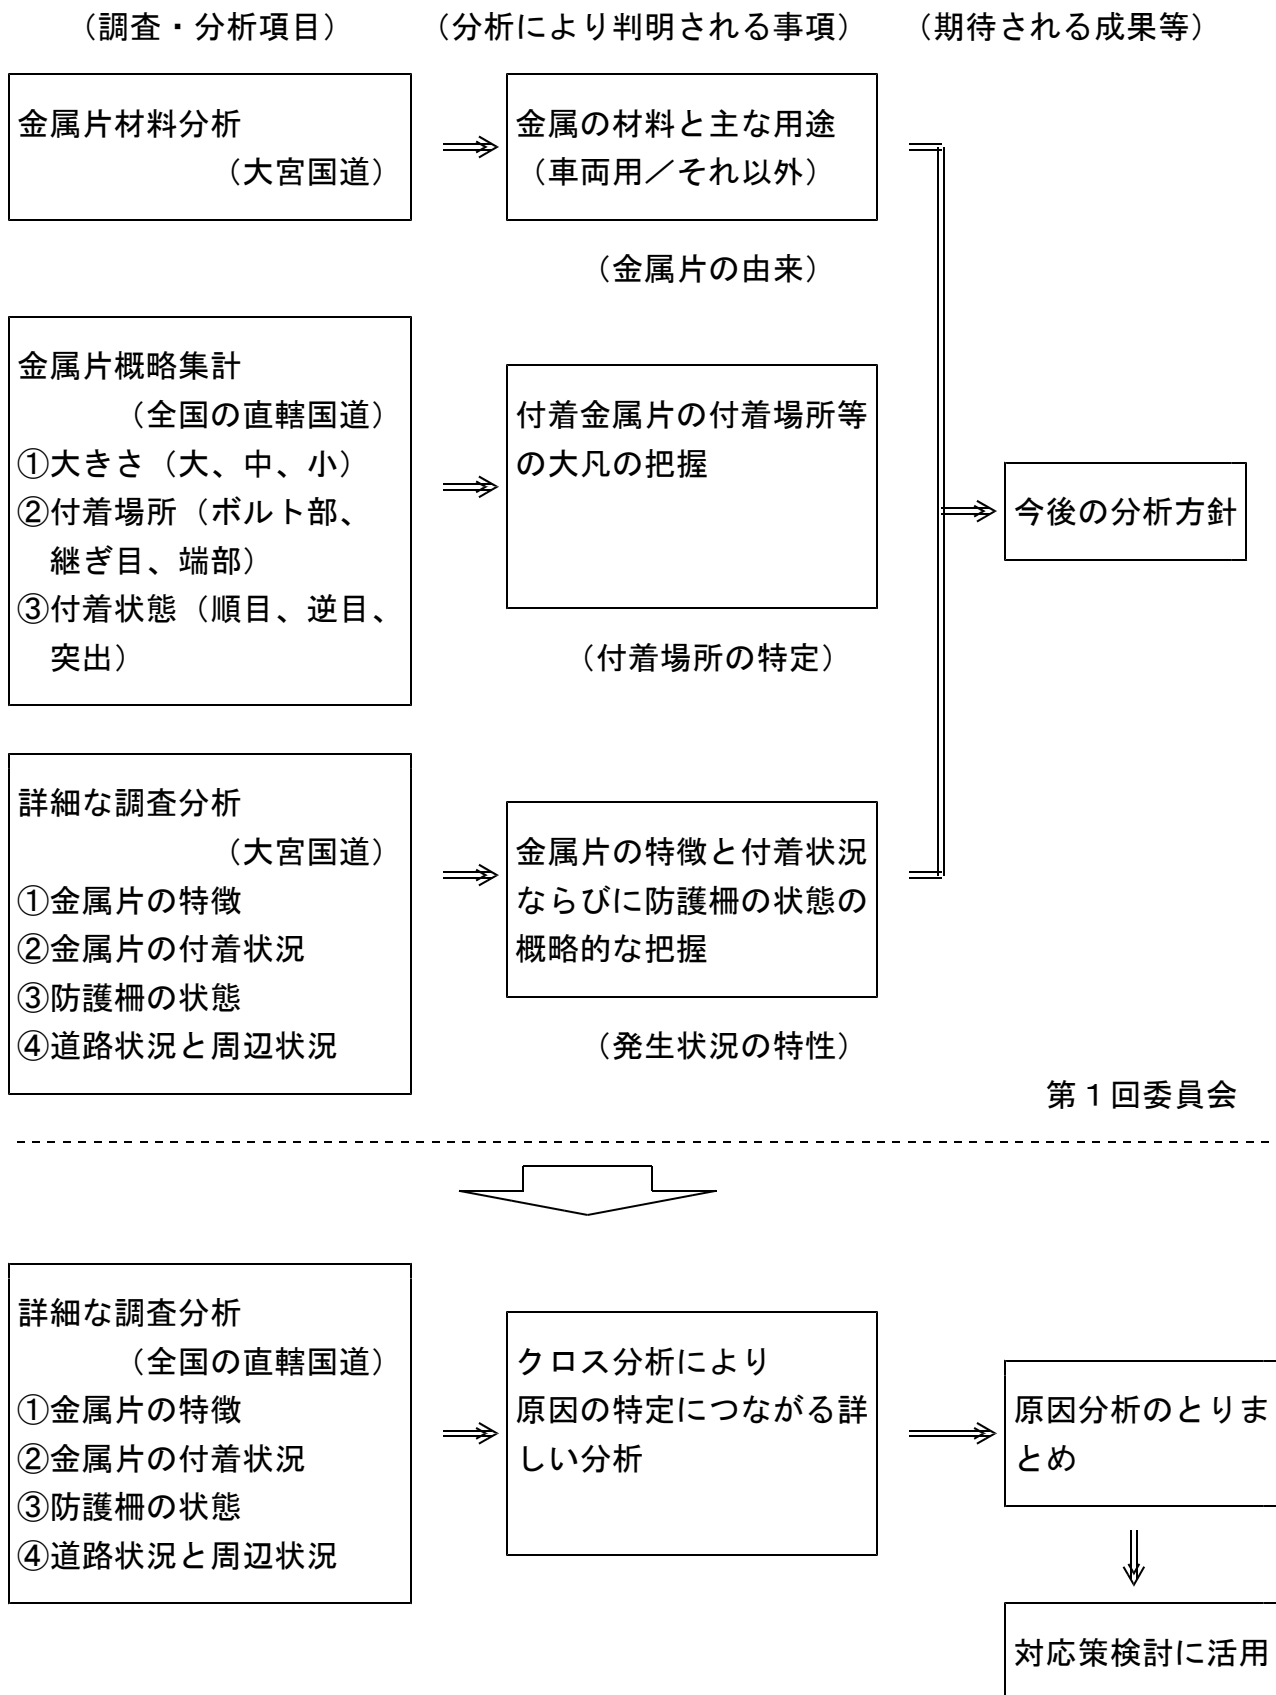 （調査・分析項目）　（分析により判明される事項）　（期待される成果等）
金属片材料分析
（大宮国道）
金属の材料と主な用途
（車両用／それ以外）
（金属片の由来）
金属片概略集計
（全国の直轄国道）
①大きさ（大、中、小）
②付着場所（ボルト部、
継ぎ目、端部）
③付着状態（順目、逆目、
突出）
付着金属片の付着場所等
の大凡の把握
（付着場所の特定）
詳細な調査分析
（大宮国道）
①金属片の特徴
②金属片の付着状況
③防護柵の状態
④道路状況と周辺状況
金属片の特徴と付着状況
ならびに防護柵の状態の
概略的な把握
（発生状況の特性）
今後の分析方針
第１回委員会
詳細な調査分析
（全国の直轄国道）
①金属片の特徴
②金属片の付着状況
③防護柵の状態
④道路状況と周辺状況
クロス分析により
原因の特定につながる詳
しい分析
原因分析のとりま
とめ
対応策検討に活用